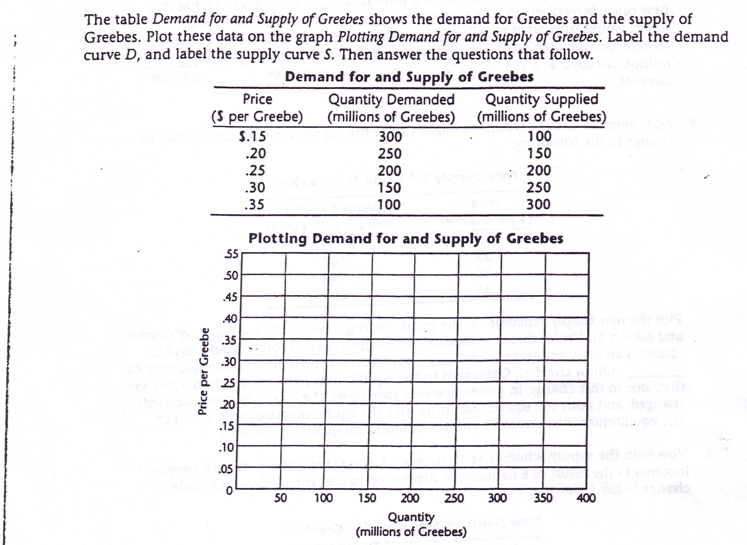 The table Demand for and Supply of Greebes shows the demand for Greebes and the supply of
Greebes. Plot these data on the graph Plotting Demand for and Supply of Greebes. Label the demand
curve D, and label the supply curve S. Then answer the questions that follow.
Demand for and Supply of Greebes
Price Quantity Demanded Quantity Supplied
($ per Greebe) (millions of Greebes) (millions of Greebes)
$.15 300 100
.20 250 150
.25 200 200
.30 150 250
.35 100 300
Plotting Demand for and Supply of Greebes
.55
.50
.45
.40
.35
.30
.25
.20
.15
.10
.05
0
Price per Greebe
50 100 150 200 250 300 350 400
Quantity
(millions of Greebes)